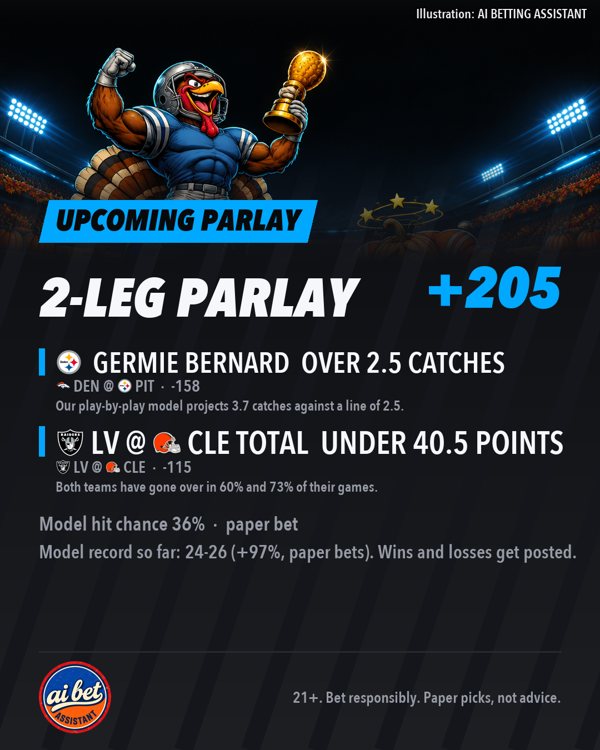 Illustration: AI BETTING ASSISTANT
UPCOMING PARLAY
2-LEG PARLAY
+205
GERMIE BERNARD OVER 2.5 CATCHES
DEN @ PIT · -158
Our play-by-play model projects 3.7 catches against a line of 2.5.
LV @ CLE TOTAL UNDER 40.5 POINTS
LV @ CLE · -115
Both teams have gone over in 60% and 73% of their games.
Model hit chance 36% · paper bet
Model record so far: 24-26 (+97%, paper bets). Wins and losses get posted.
ai bet
ASSISTANT
21+. Bet responsibly. Paper picks, not advice.